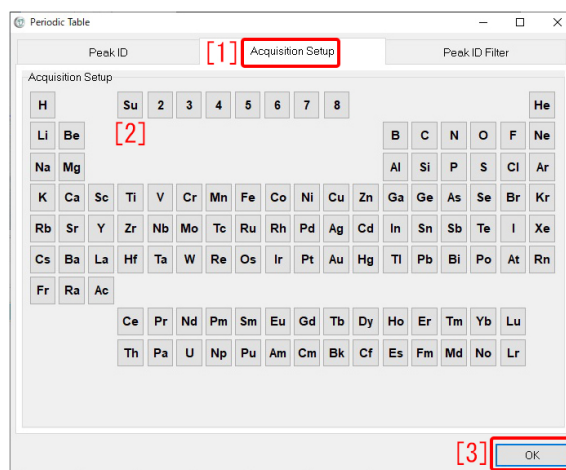 Periodic Table
Peak ID [1] Acquisition Setup Peak ID Filter
Acquisition Setup
H Su 2 3 4 5 6 7 8 He
Li Be [2] B C N O F Ne
Na Mg Al Si P S Cl Ar
K Ca Sc Ti V Cr Mn Fe Co Ni Cu Zn Ga Ge As Se Br Kr
Rb Sr Y Zr Nb Mo Tc Ru Rh Pd Ag Cd In Sn Sb Te I Xe
Cs Ba La Hf Ta W Re Os Ir Pt Au Hg Tl Pb Bi Po At Rn
Fr Ra Ac
Ce Pr Nd Pm Sm Eu Gd Tb Dy Ho Er Tm Yb Lu
Th Pa U Np Pu Am Cm Bk Cf Es Fm Md No Lr
[3] OK